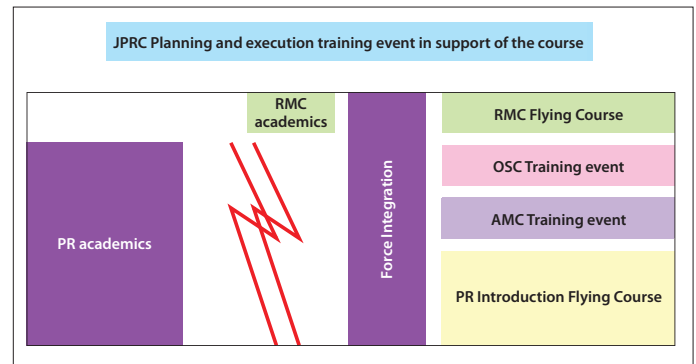 JPRC Planning and execution training event in support of the course
RMC
academics
RMC Flying Course
OSC Training event
AMC Training event
PR academics
Force Integration
PR Introduction Flying Course